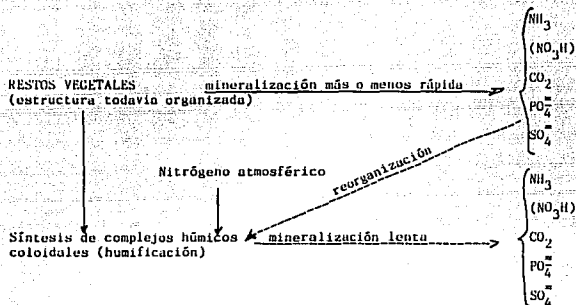 NH3
(NO3H)
RESTOS VEGETALES mineralización más o menos rápida CO2
(estructura todavía organizada)
PO4≡
SO4=
reorganización
Nitrógeno atmosférico
NH3
(NO3H)
Síntesis de complejos húmicos mineralización lenta CO2
coloidales (humificación)
PO4≡
SO4=